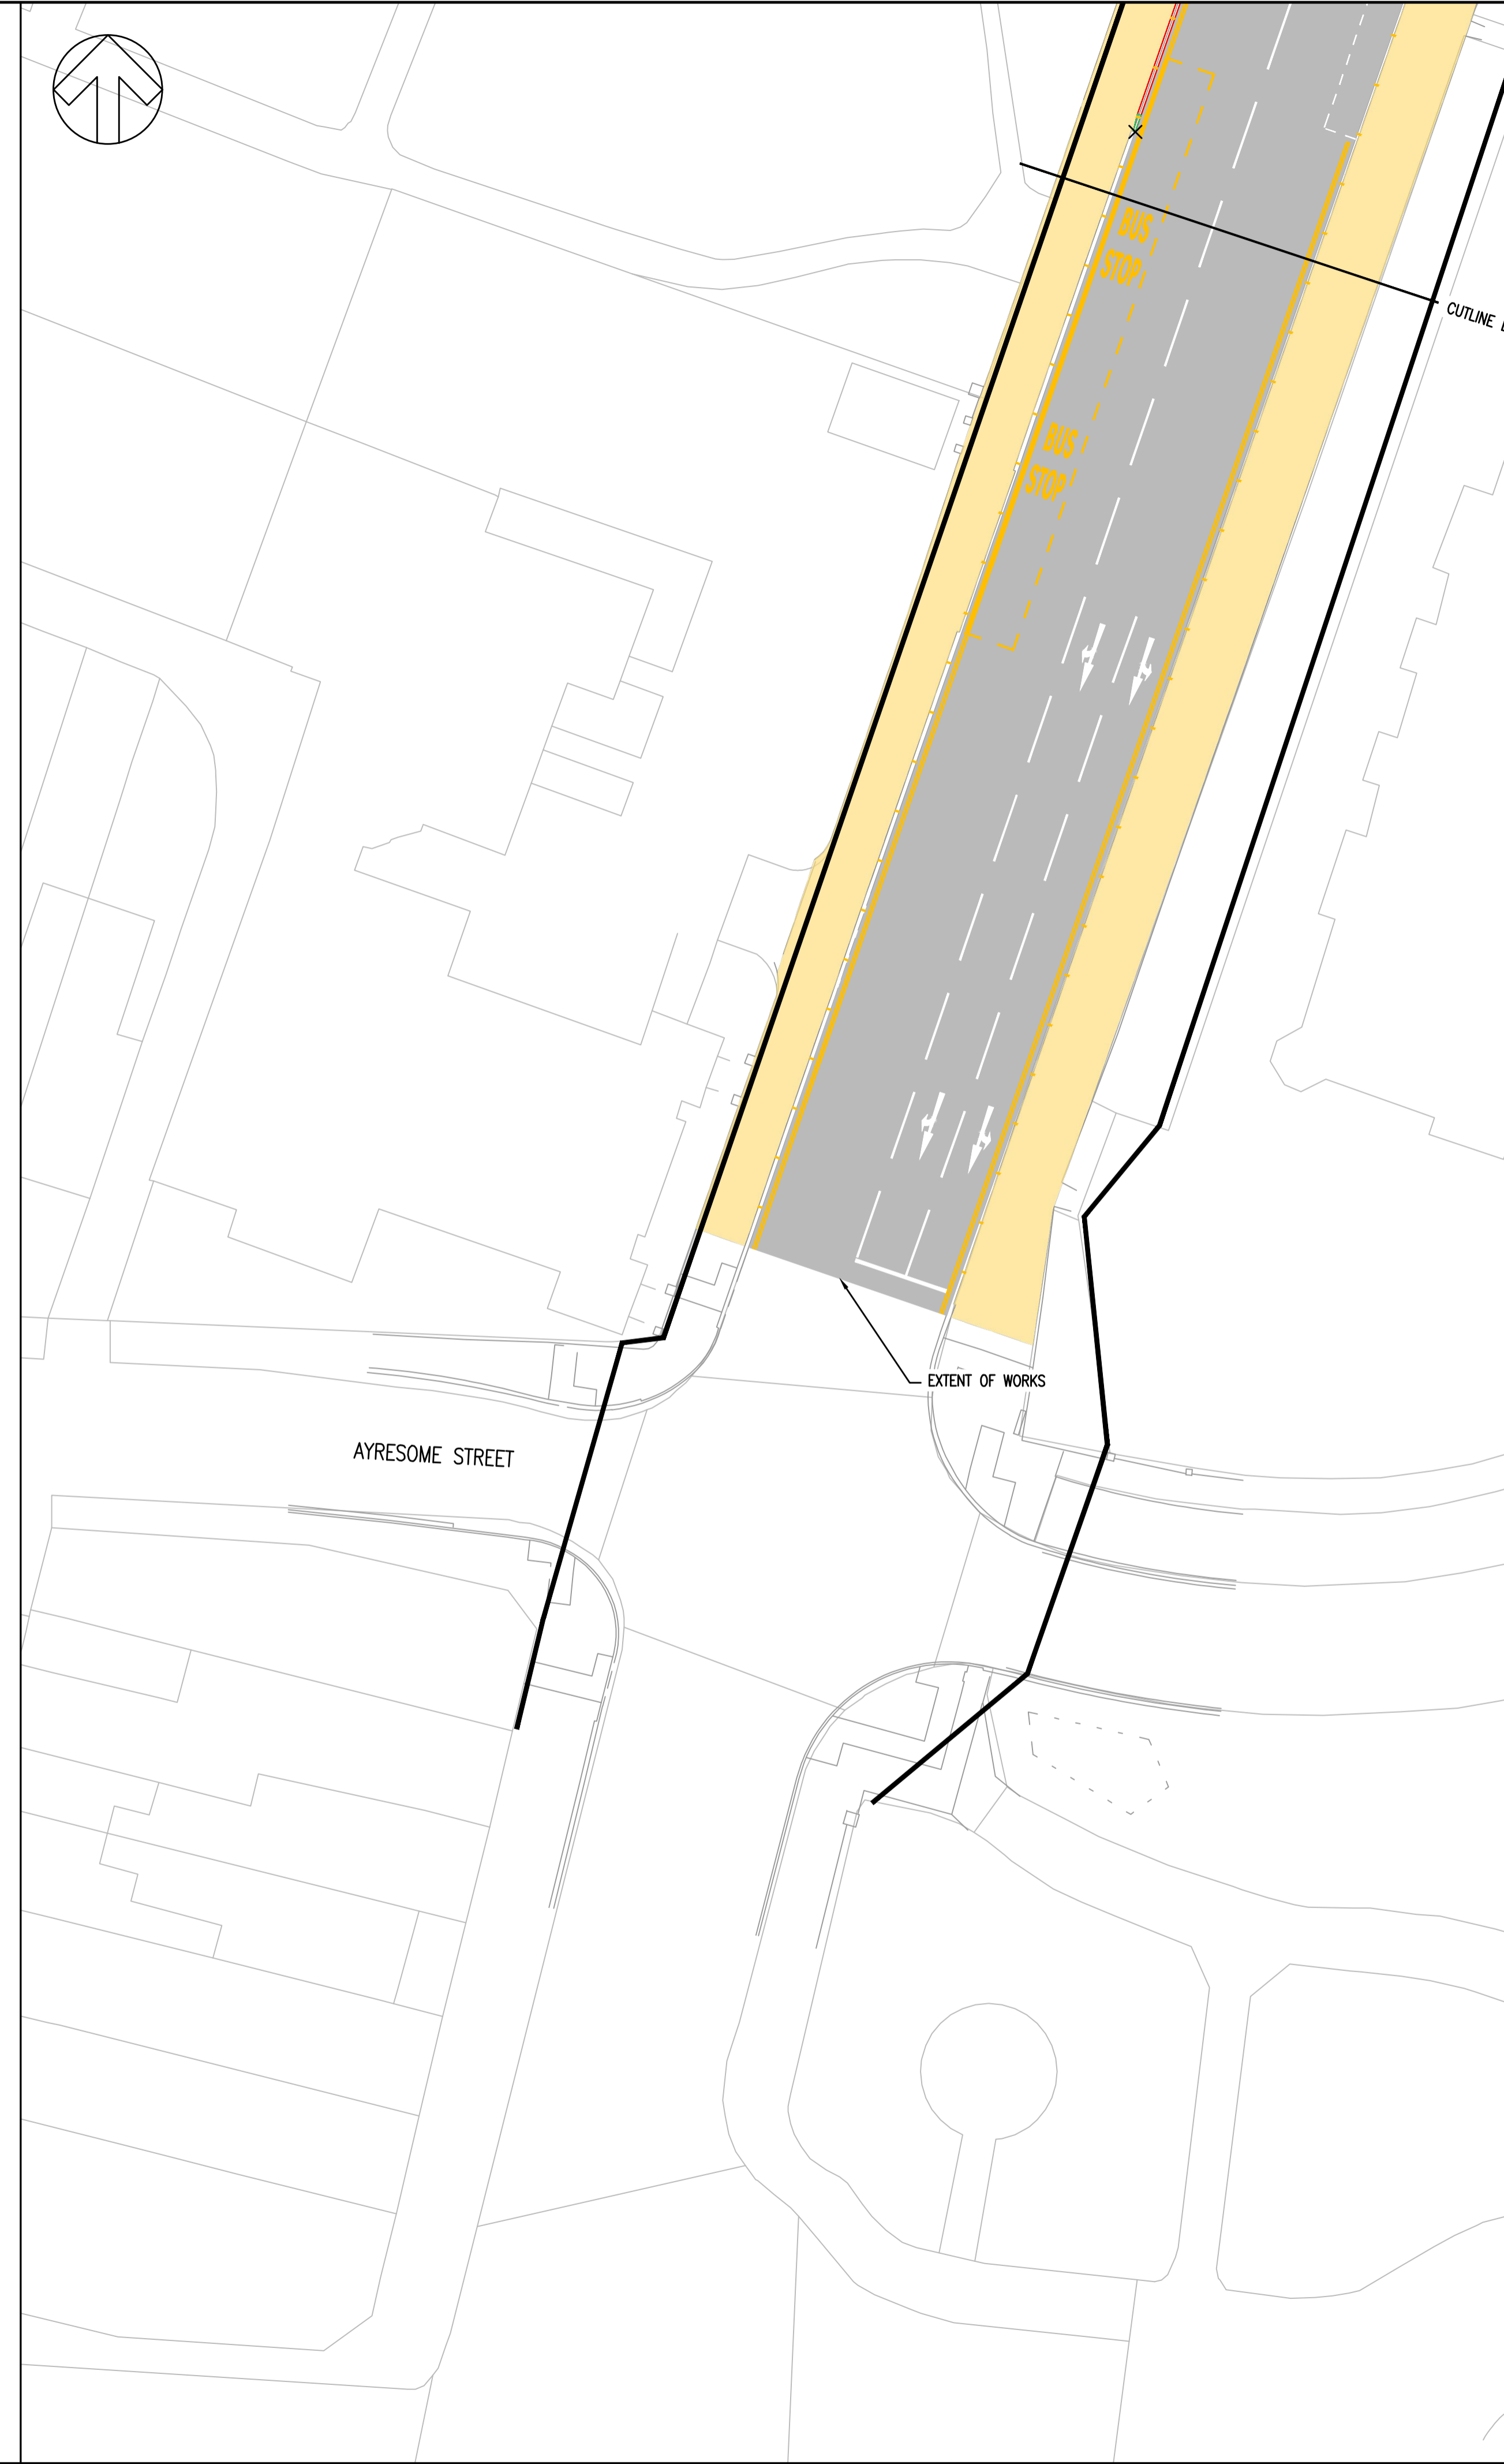 BUS
STOP
CUTLINE
BUS
STOP
EXTENT OF WORKS
AYRESOME STREET